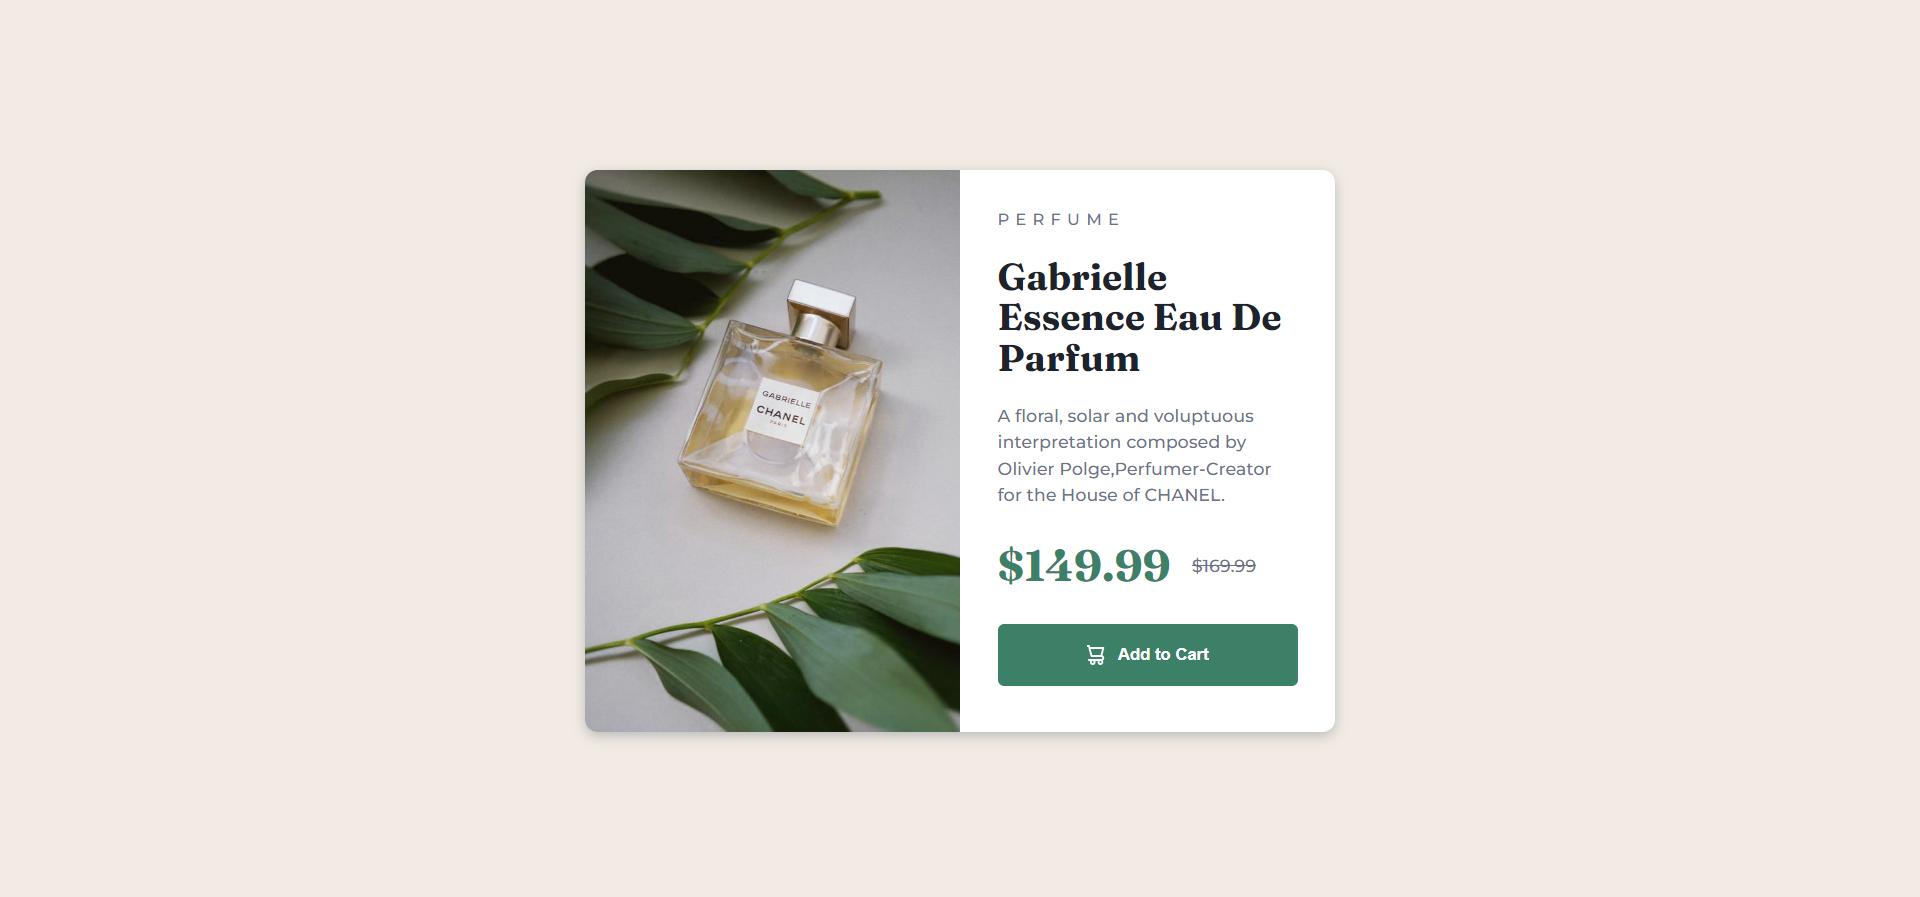 GABRIELLE
CHANEL
PARIS
PERFUME
Gabrielle
Essence Eau De
Parfum
A floral, solar and voluptuous
interpretation composed by
Olivier Polge,Perfumer-Creator
for the House of CHANEL.
$149.99 $169.99
Add to Cart